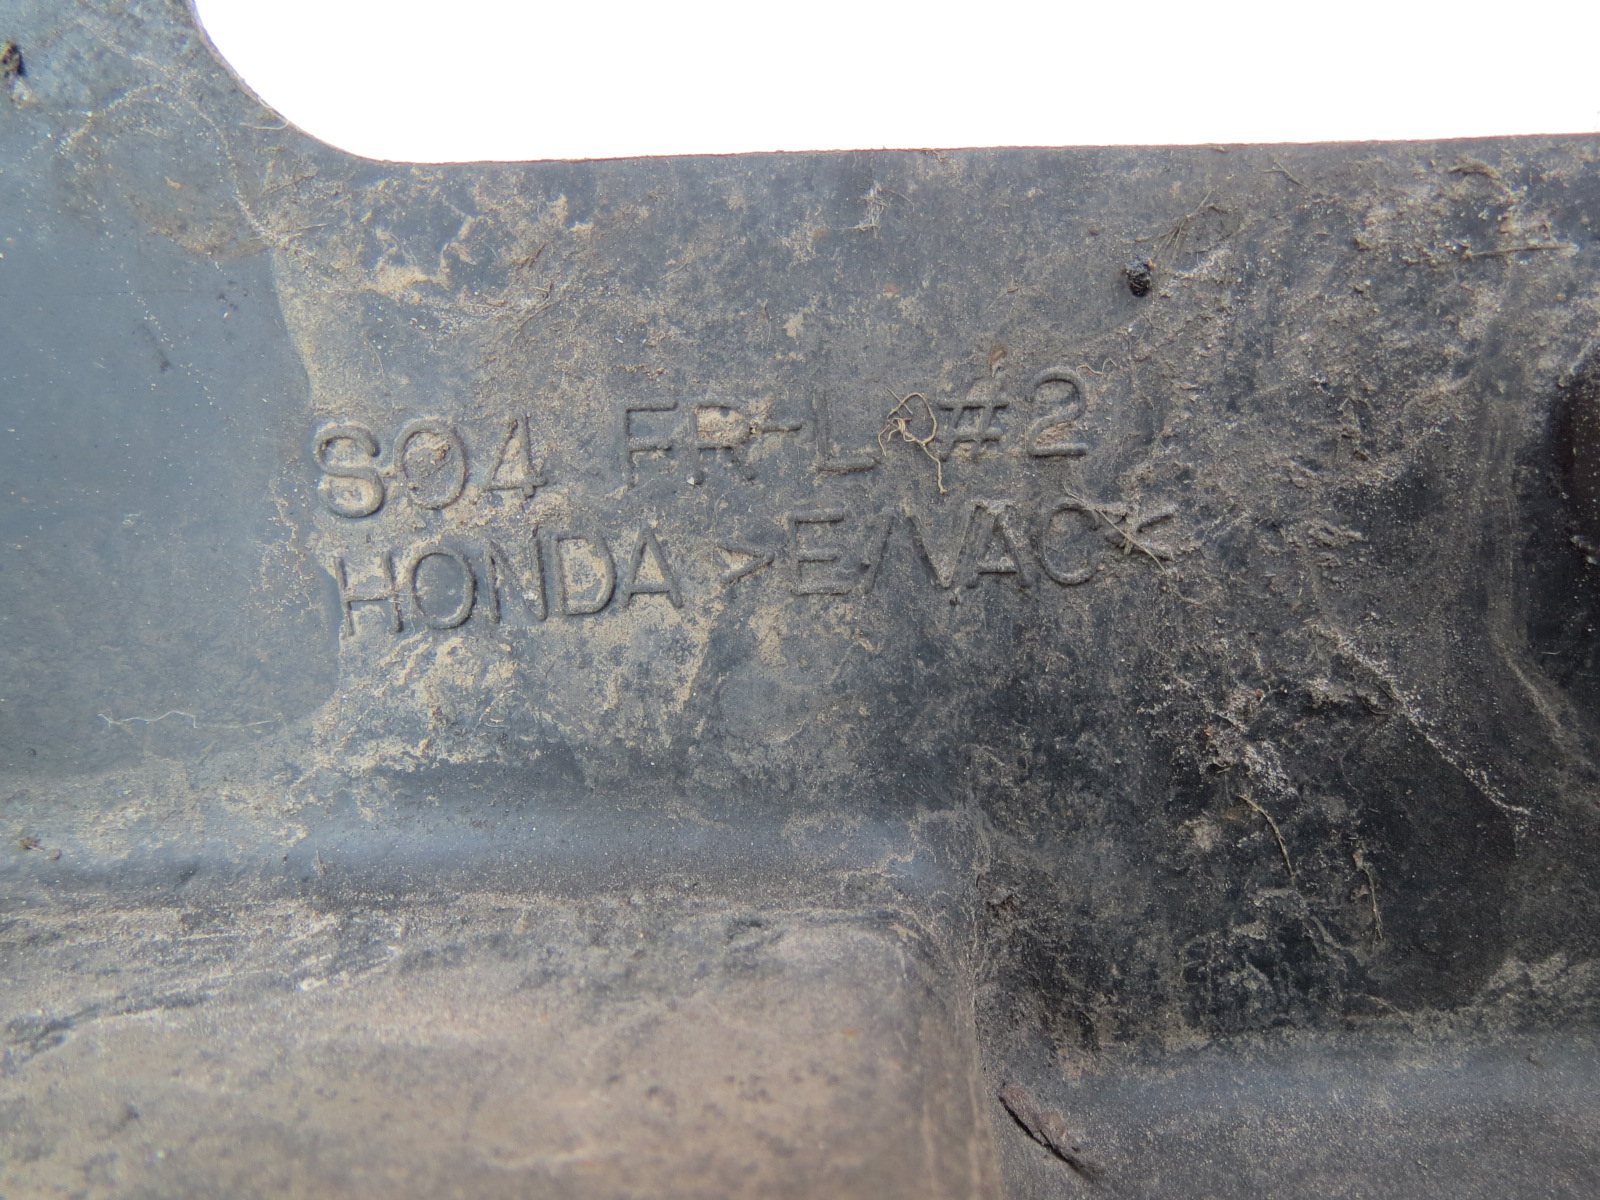 S04 FR-L #2
HONDA >E/VAC<